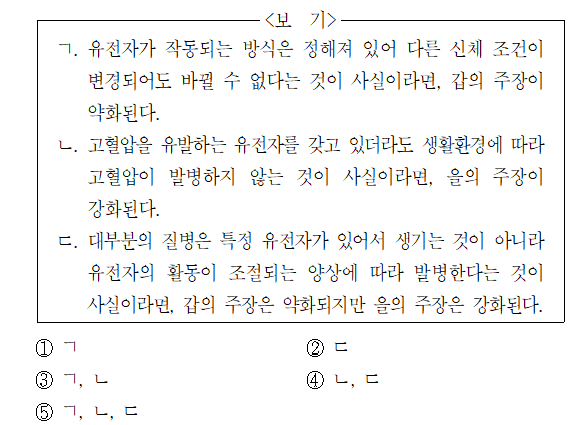 <보 기>
ㄱ. 유전자가 작동되는 방식은 정해져 있어 다른 신체 조건이
변경되어도 바뀔 수 없다는 것이 사실이라면, 갑의 주장이
약화된다.
ㄴ. 고혈압을 유발하는 유전자를 갖고 있더라도 생활환경에 따라
고혈압이 발병하지 않는 것이 사실이라면, 을의 주장이
강화된다.
ㄷ. 대부분의 질병은 특정 유전자가 있어서 생기는 것이 아니라
유전자의 활동이 조절되는 양상에 따라 발병한다는 것이
사실이라면, 갑의 주장은 약화되지만 을의 주장은 강화된다.
① ㄱ ② ㄷ
③ ㄱ, ㄴ ④ ㄴ, ㄷ
⑤ ㄱ, ㄴ, ㄷ